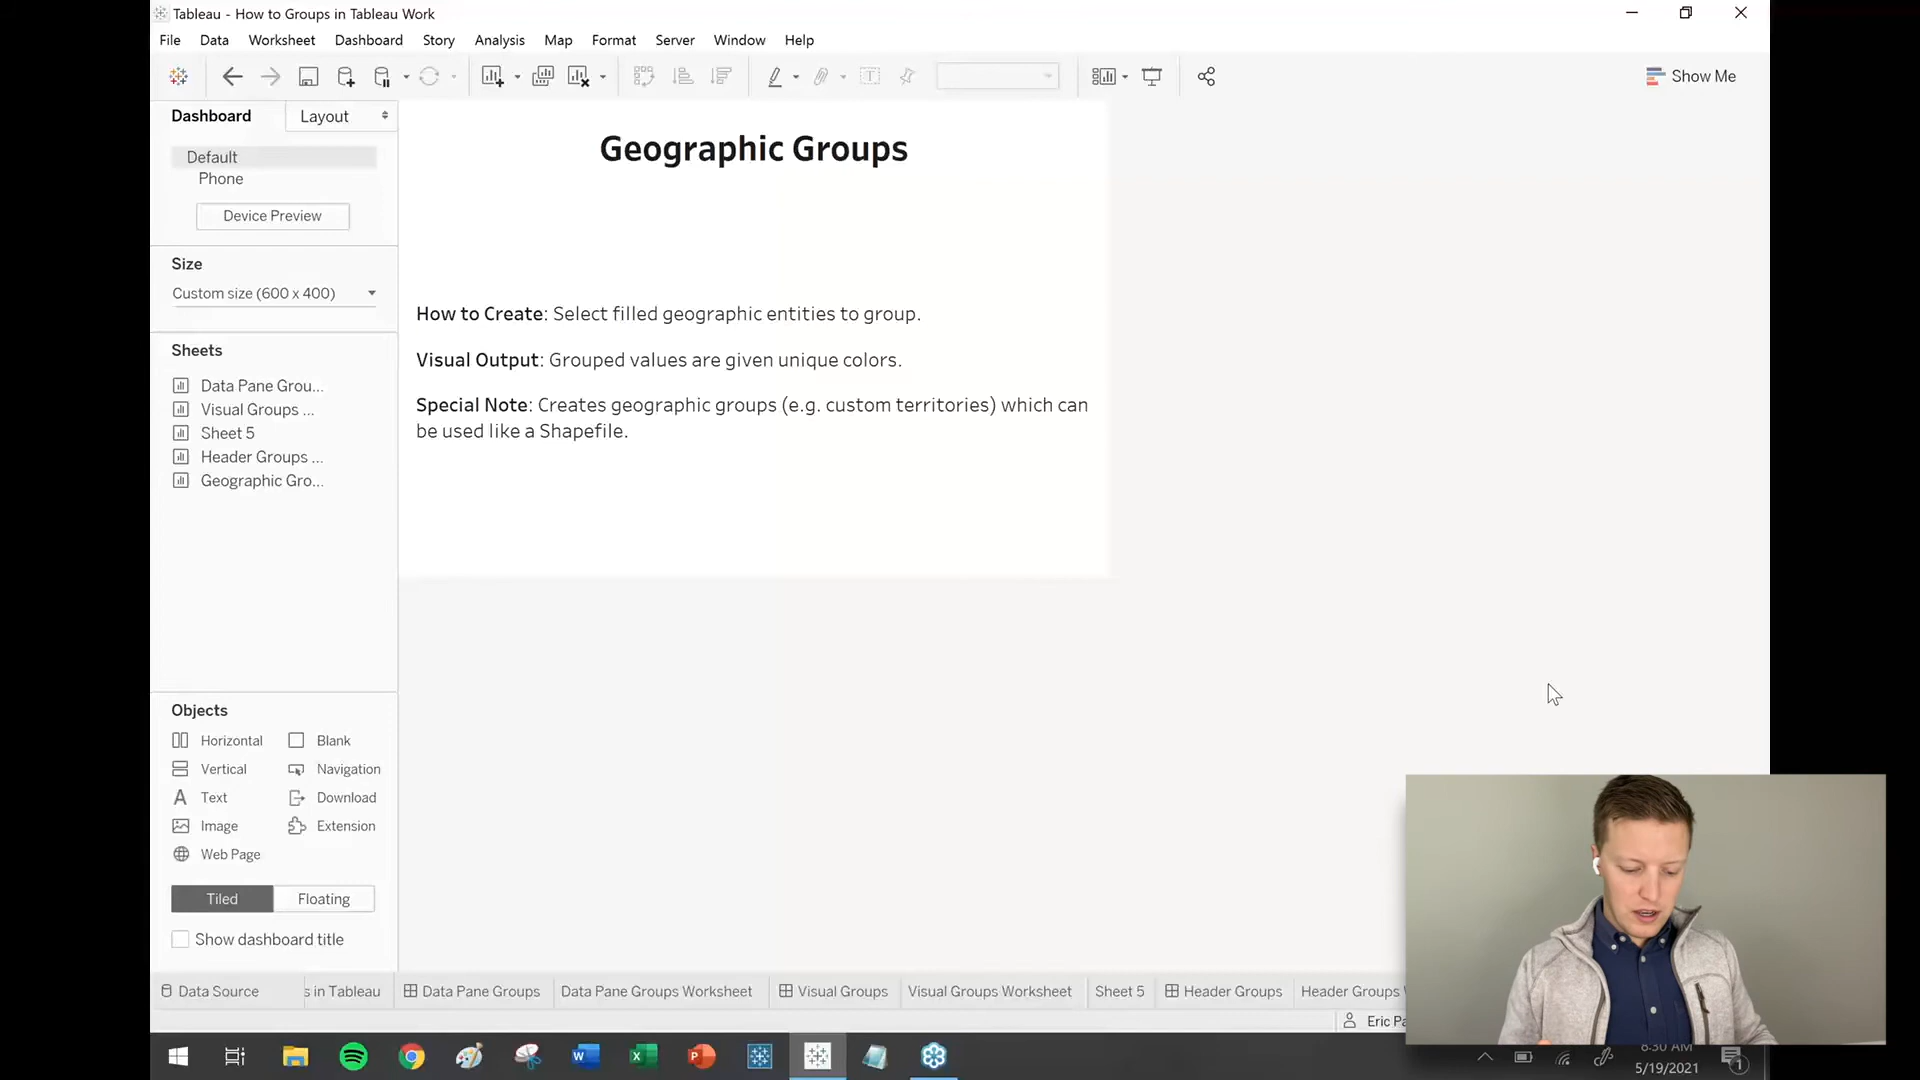 Tableau - How to Groups in Tableau Work
File Data Worksheet Dashboard Story Analysis Map Format Server Window Help
Show Me
Dashboard Layout
Default
Phone
Device Preview
Size
Custom size (600 x 400)
Sheets
Data Pane Grou...
Visual Groups ...
Sheet 5
Header Groups ...
Geographic Gro...
Objects
Horizontal Blank
Vertical Navigation
Text Download
Image Extension
Web Page
Tiled Floating
Show dashboard title
Geographic Groups
How to Create: Select filled geographic entities to group.
Visual Output: Grouped values are given unique colors.
Special Note: Creates geographic groups (e.g. custom territories) which can
be used like a Shapefile.
Data Source s in Tableau Data Pane Groups Data Pane Groups Worksheet Visual Groups Visual Groups Worksheet Sheet 5 Header Groups Header Groups
Eric Pa
6:30 AM
5/19/2021
1